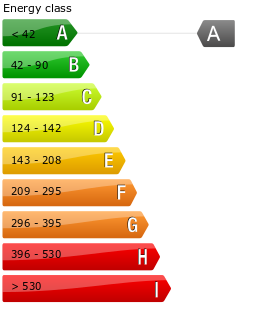 Energy class
< 42 A A
42 - 90 B
91 - 123 C
124 - 142 D
143 - 208 E
209 - 295 F
296 - 395 G
396 - 530 H
> 530 I